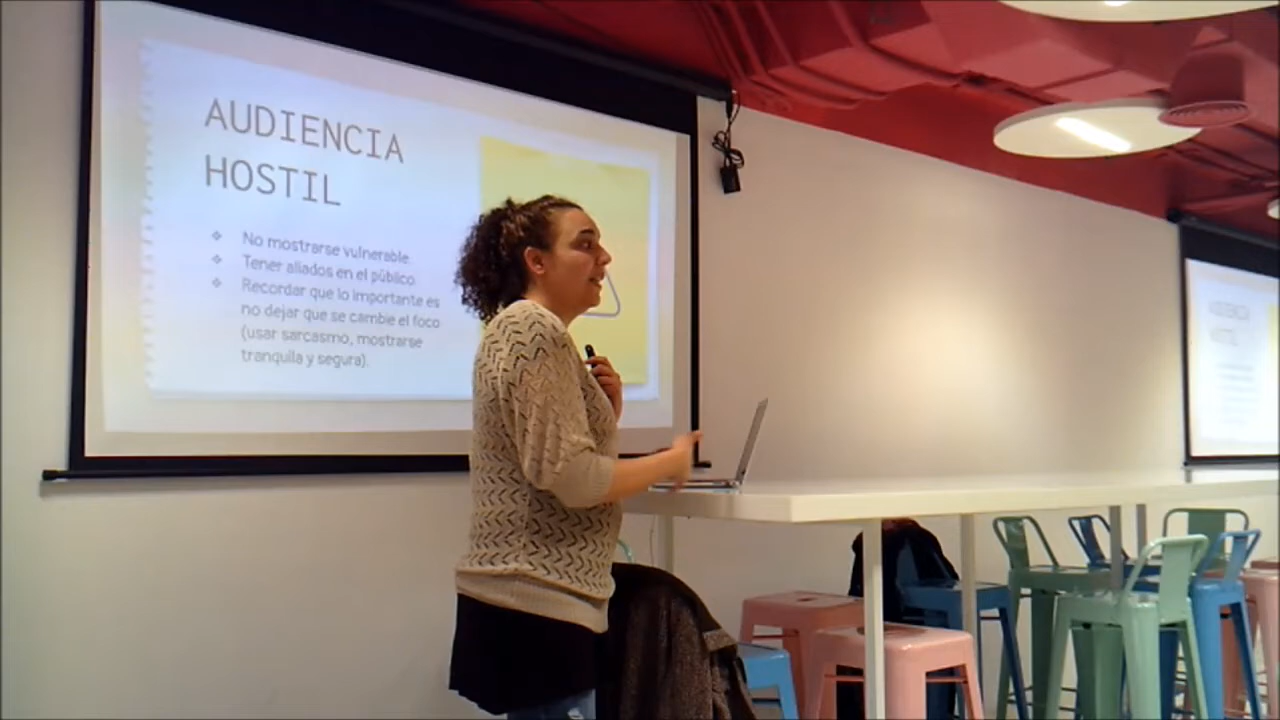 AUDIENCIA
HOSTIL
❖ No mostrarse vulnerable.
❖ Tener aliados en el público.
❖ Recordar que lo importante es
no dejar que se cambie el foco
(usar sarcasmo, mostrarse
tranquila y segura).